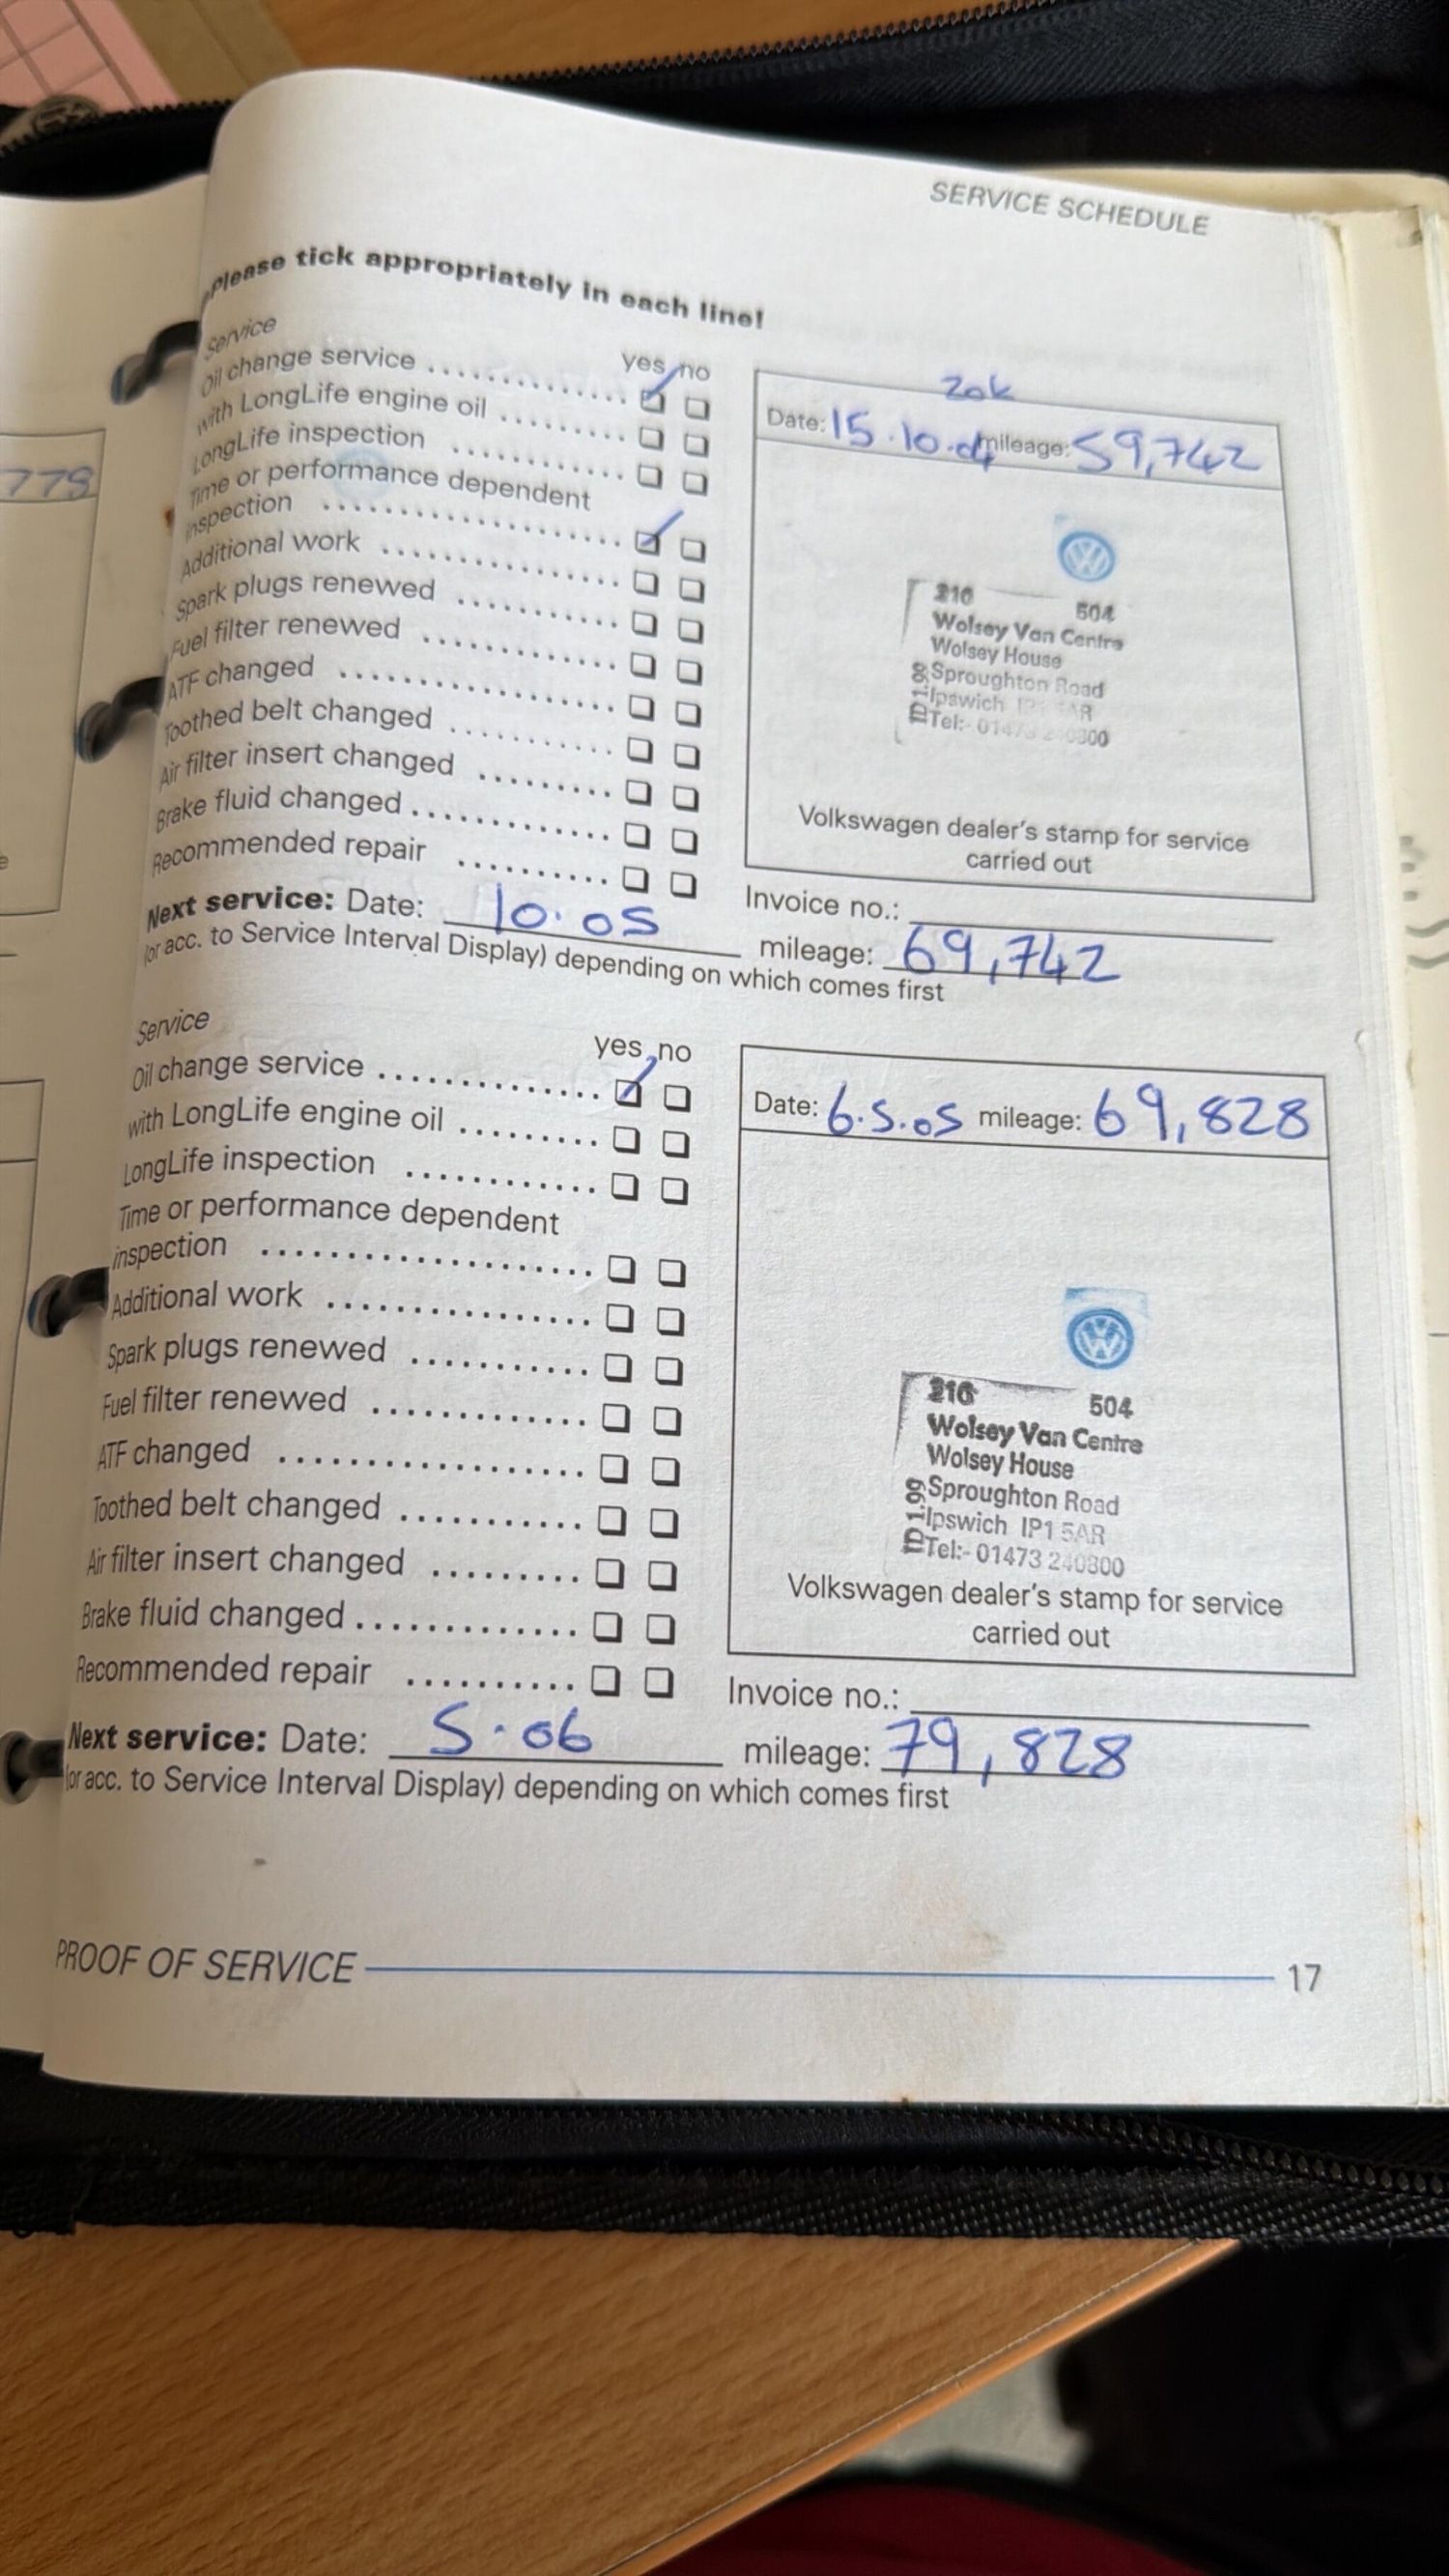 SERVICE SCHEDULE
Please tick appropriately in each line!
Service
yes no
Oil change service
with LongLife engine oil
LongLife inspection
Time or performance dependent
inspection
Additional work
Spark plugs renewed
Fuel filter renewed
ATF changed
Toothed belt changed
Air filter insert changed
Brake fluid changed
Recommended repair
Next service: Date: 10.05
(or acc. to Service Interval Display) depending on which comes first
20k
Date: 15.10.04 mileage: 59,742
216 504
Wolsey Van Centre
Wolsey House
Sproughton Road
Ipswich
Tel:-
Volkswagen dealer's stamp for service
carried out
Invoice no.:
mileage: 69,742
Service
yes no
Oil change service
with LongLife engine oil
LongLife inspection
Time or performance dependent
inspection
Additional work
Spark plugs renewed
Fuel filter renewed
ATF changed
Toothed belt changed
Air filter insert changed
Brake fluid changed
Recommended repair
Next service: Date: 5.06
(or acc. to Service Interval Display) depending on which comes first
Date: 6.5.05 mileage: 69,828
216 504
Wolsey Van Centre
Wolsey House
Sproughton Road
Ipswich IP1 5AR
Tel:- 01473 240800
Volkswagen dealer's stamp for service
carried out
Invoice no.:
mileage: 79,828
PROOF OF SERVICE 17
779